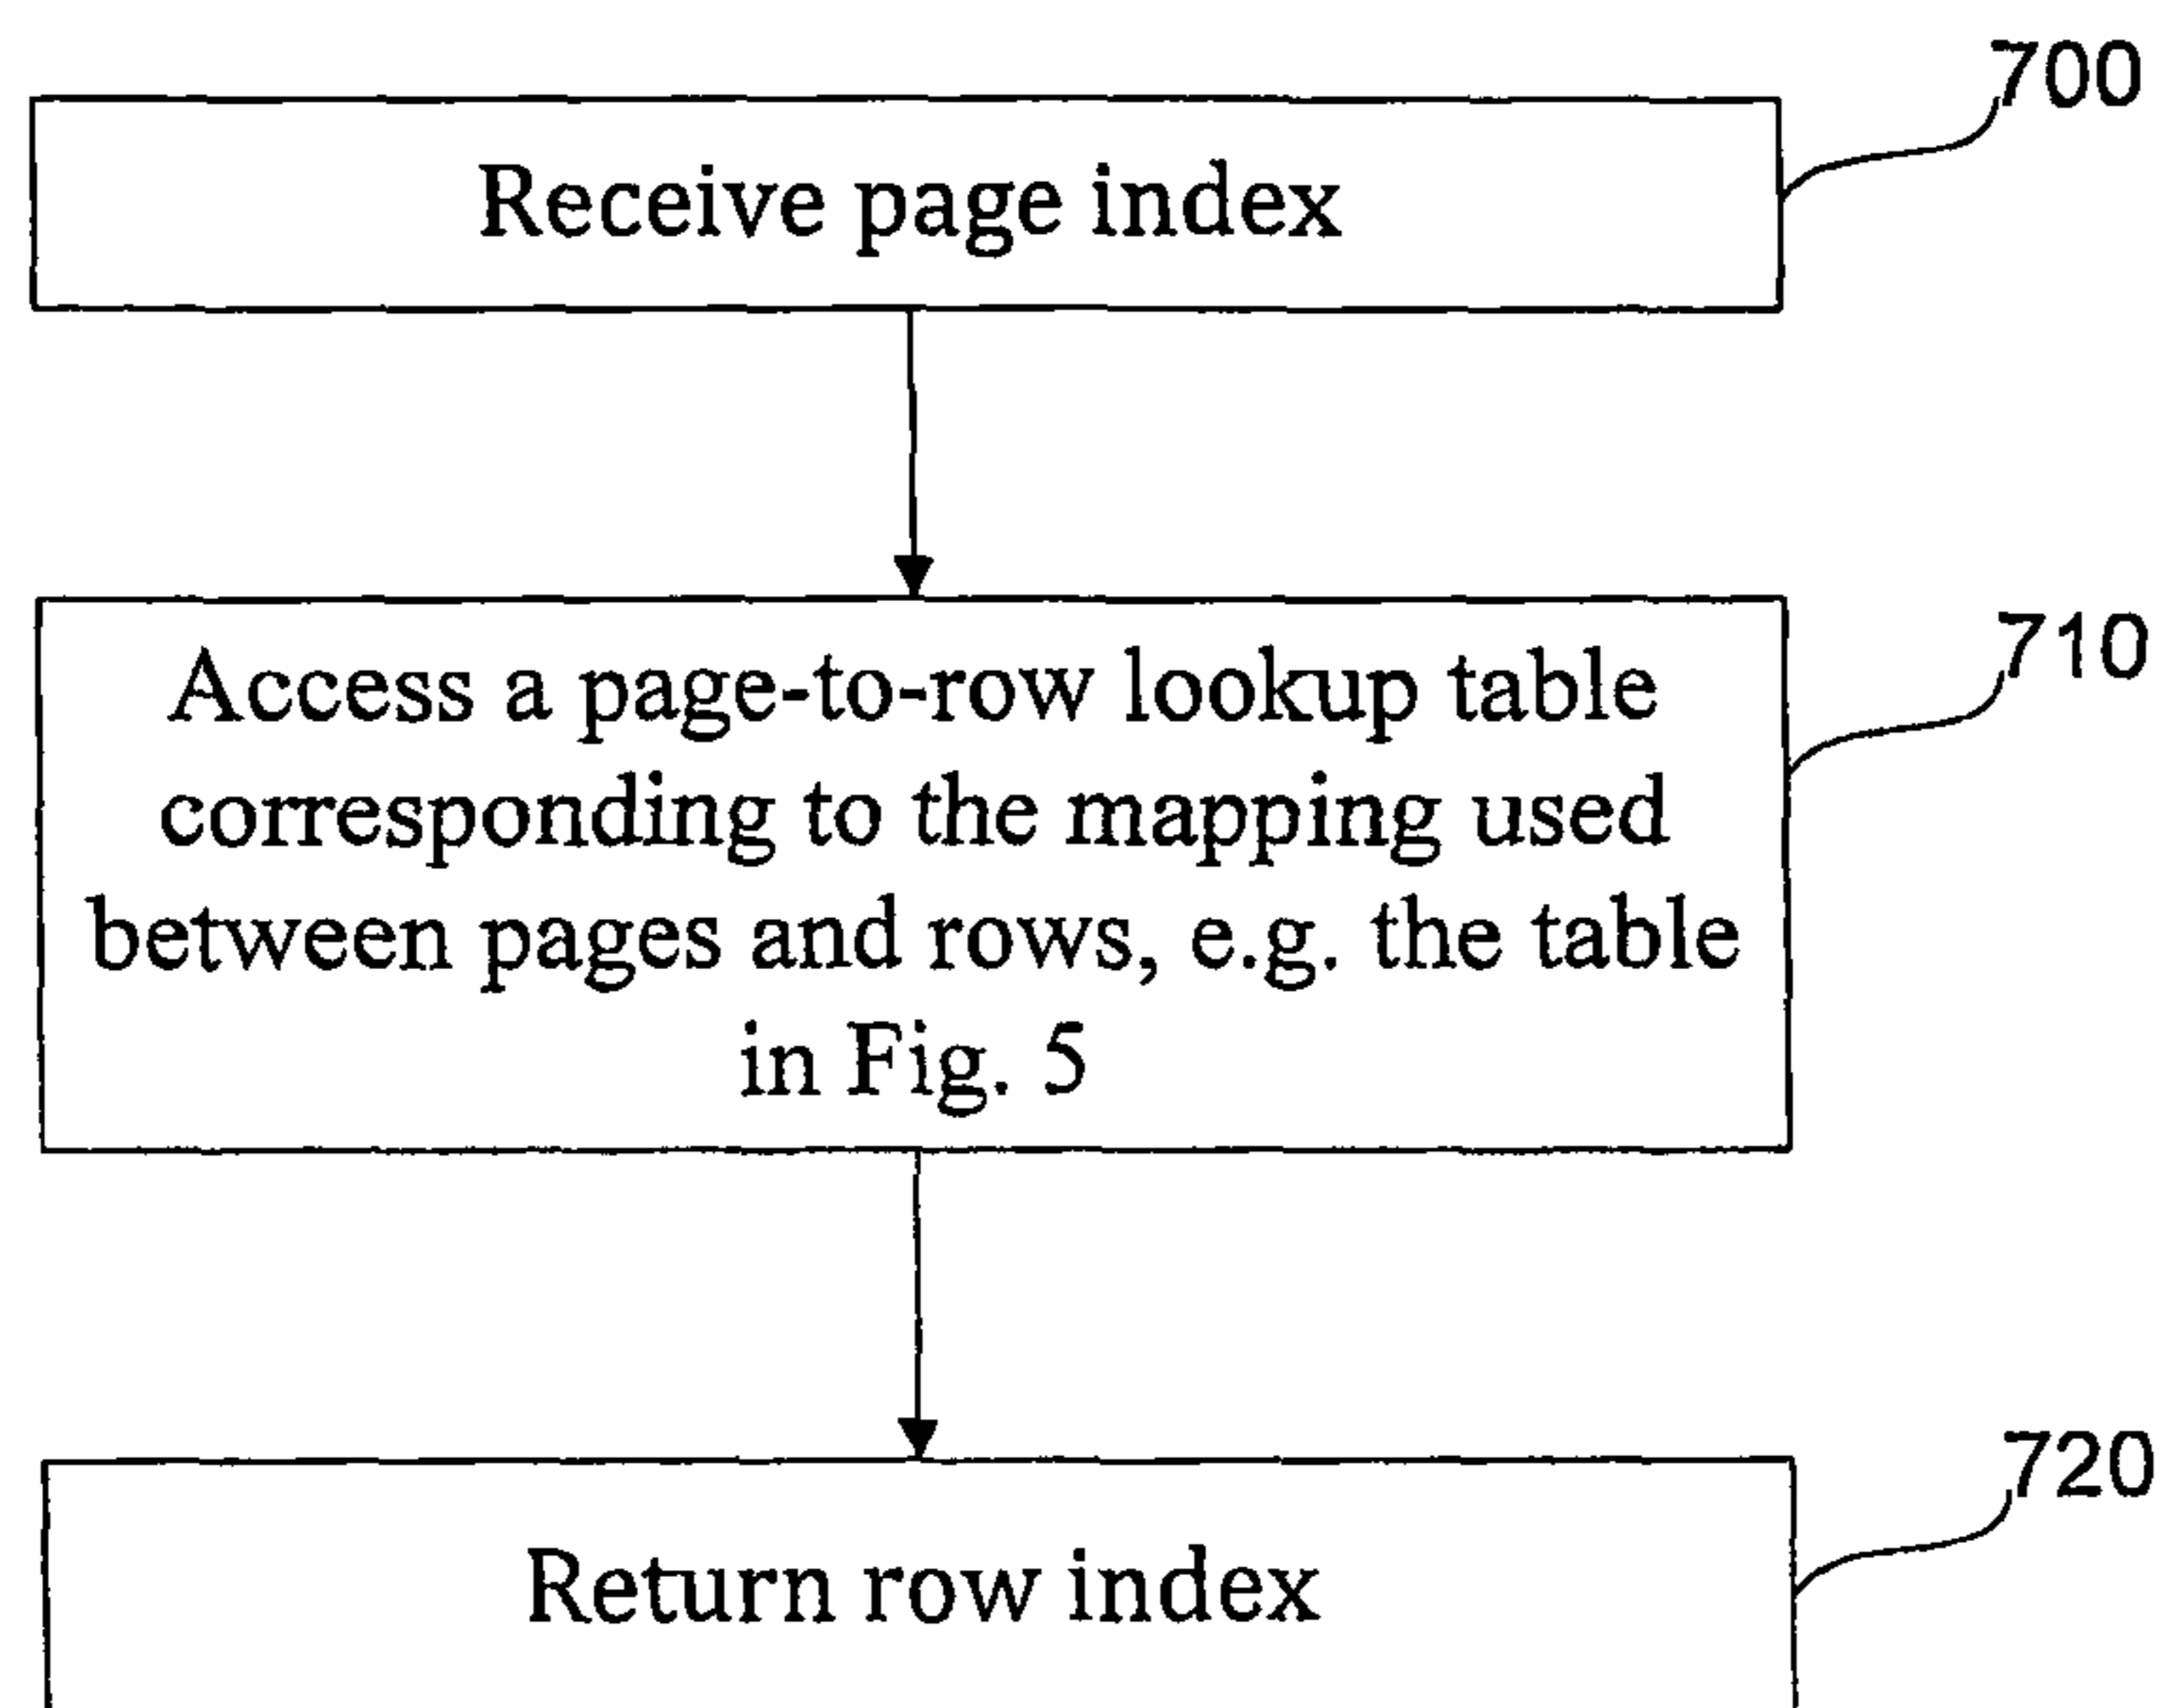 700
Receive page index
710
Access a page-to-row lookup table
corresponding to the mapping used
between pages and rows, e.g. the table
in Fig. 5
720
Return row index